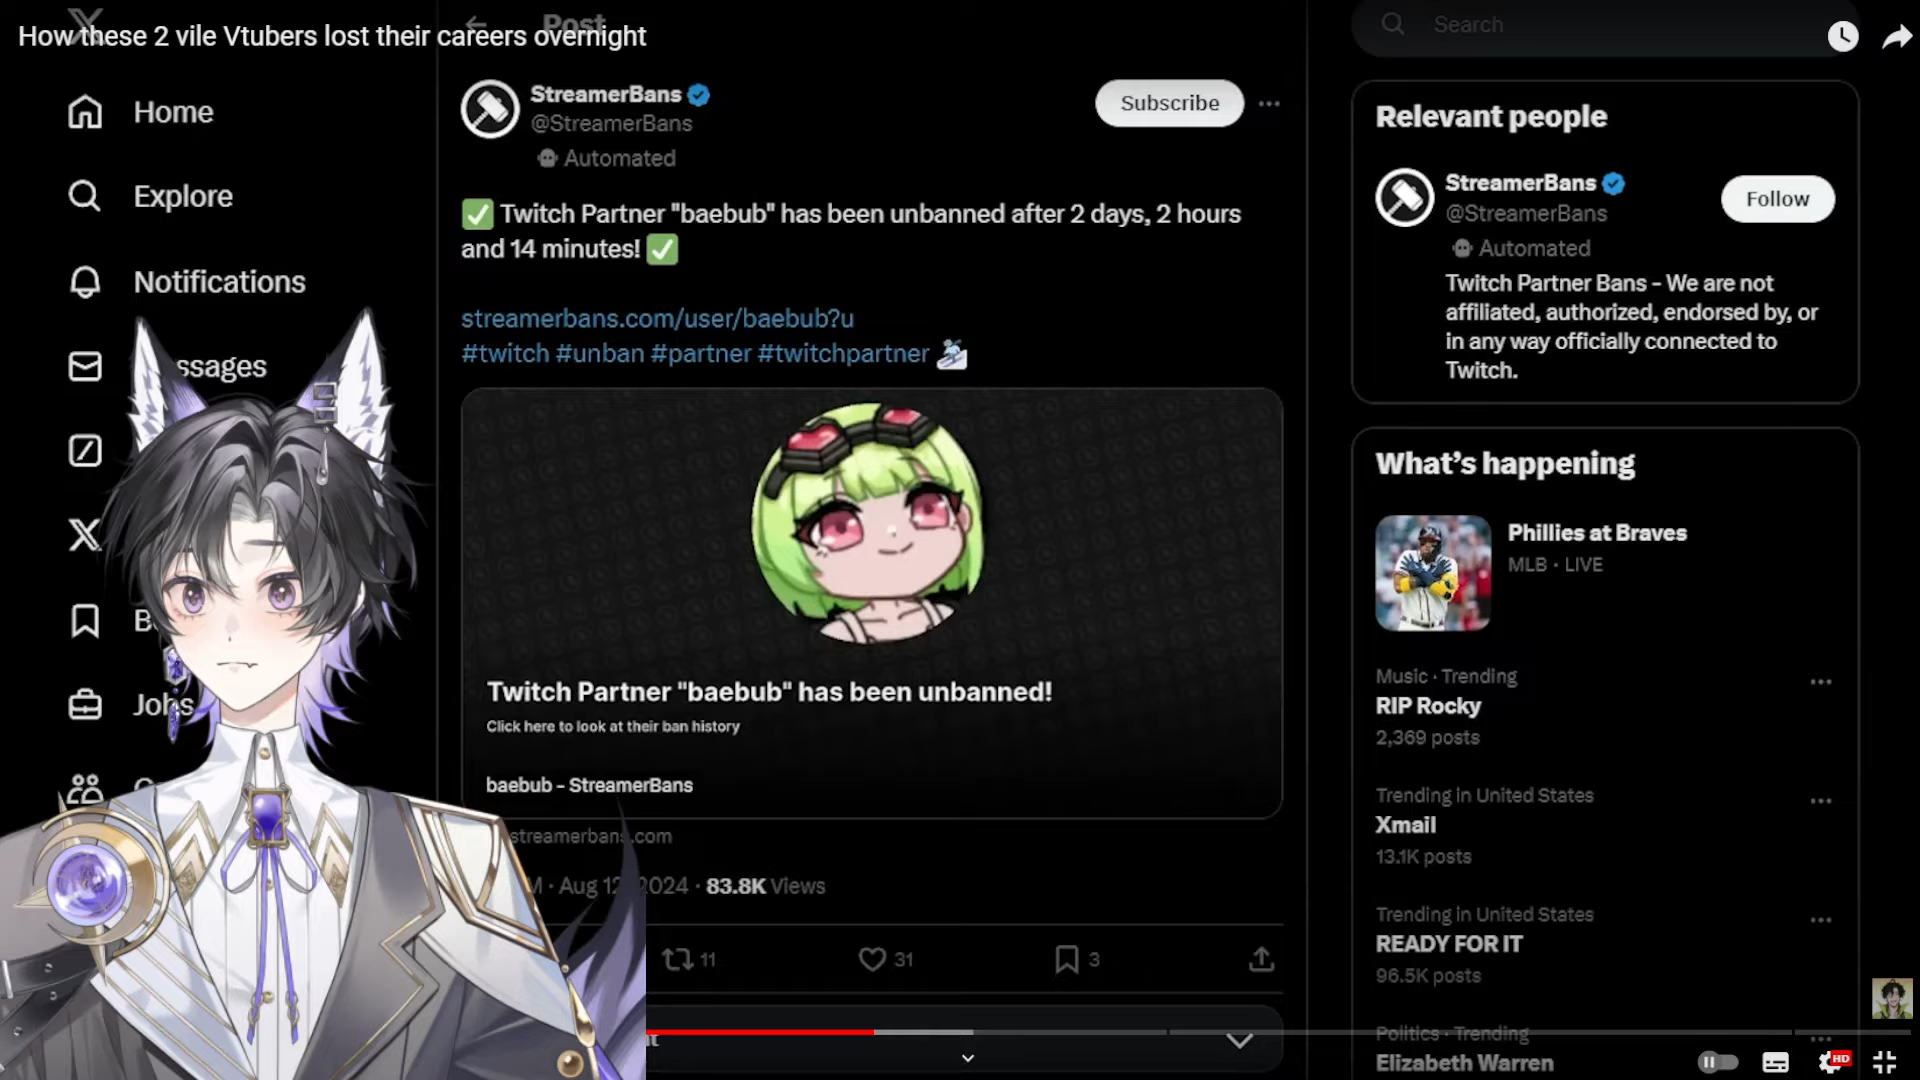 How these 2 vile Vtubers lost their careers overnight
Post
Search
Home
Explore
Notifications
ssages
Jobs
StreamerBans
@StreamerBans
Automated
Subscribe
✅ Twitch Partner "baebub" has been unbanned after 2 days, 2 hours
and 14 minutes! ✅
streamerbans.com/user/baebub?u
#twitch #unban #partner #twitchpartner
Twitch Partner "baebub" has been unbanned!
Click here to look at their ban history
baebub - StreamerBans
streamerbans.com
83.8K Views
11
31
3
Relevant people
StreamerBans
@StreamerBans
Automated
Follow
Twitch Partner Bans - We are not
affiliated, authorized, endorsed by, or
in any way officially connected to
Twitch.
What's happening
Phillies at Braves
MLB · LIVE
Music · Trending
RIP Rocky
2,369 posts
Trending in United States
Xmail
13.1K posts
Trending in United States
READY FOR IT
96.5K posts
Politics · Trending
Elizabeth Warren
HD